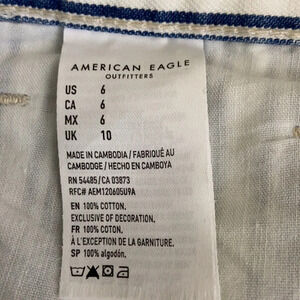 AMERICAN EAGLE
OUTFITTERS
US 6
CA 6
MX 6
UK 10
MADE IN CAMBODIA / FABRIQUÉ AU
CAMBODGE / HECHO EN CAMBOYA
RN 54485 / CA 03873
RFC# AEM120605U9A
EN 100% COTTON.
EXCLUSIVE OF DECORATION.
FR 100% COTON.
À L'EXCEPTION DE LA GARNITURE.
SP 100% algodón.